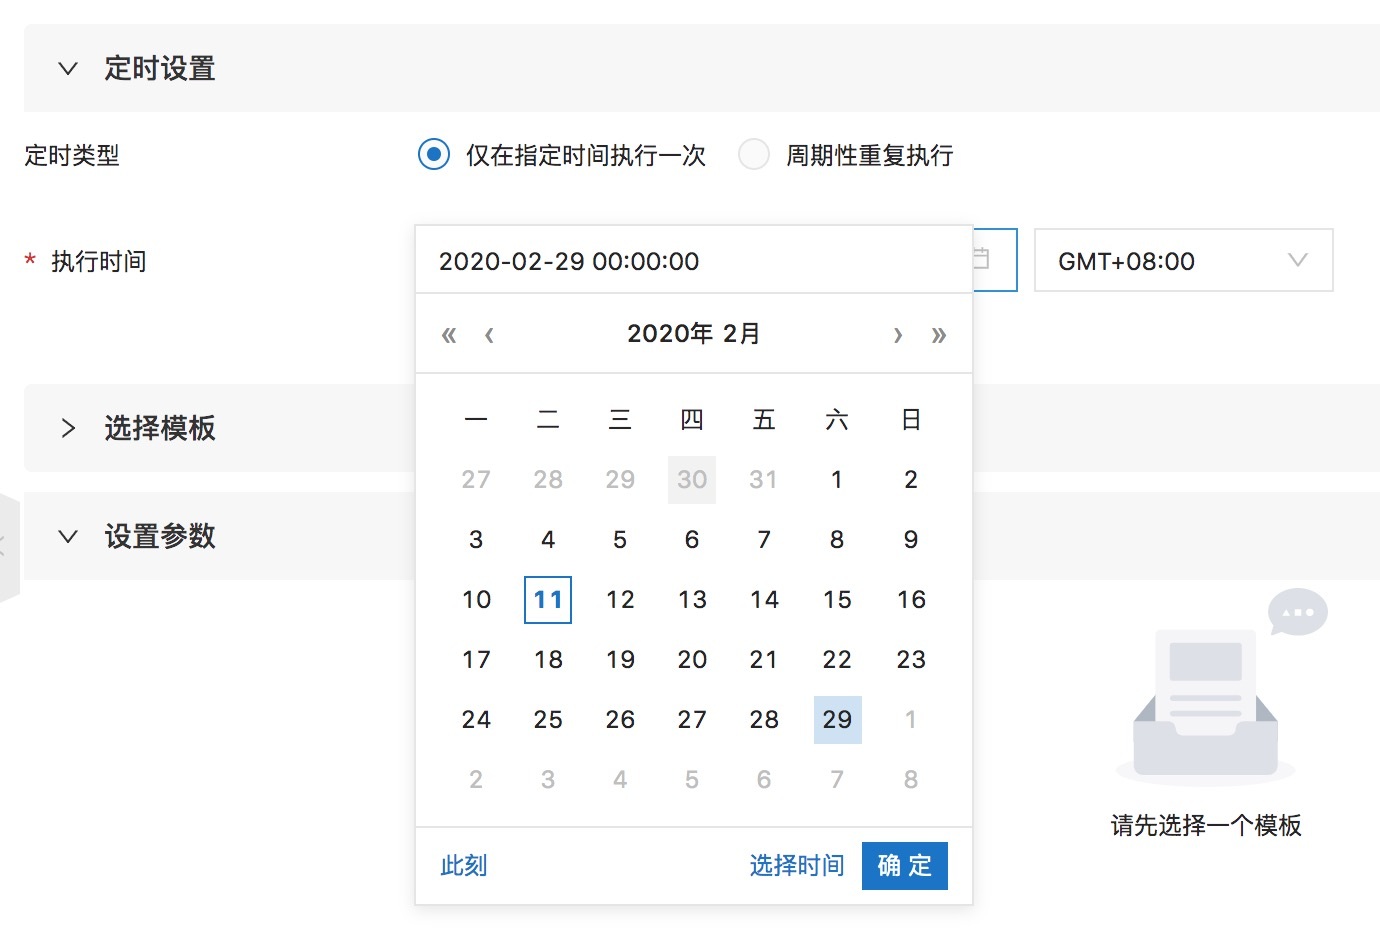 定时设置
定时类型 仅在指定时间执行一次 周期性重复执行
* 执行时间 2020-02-29 00:00:00 GMT+08:00
« ‹ 2020年 2月 › »
一 二 三 四 五 六 日
27 28 29 30 31 1 2
3 4 5 6 7 8 9
10 11 12 13 14 15 16
17 18 19 20 21 22 23
24 25 26 27 28 29 1
2 3 4 5 6 7 8
此刻 选择时间 确定
选择模板
设置参数
请先选择一个模板